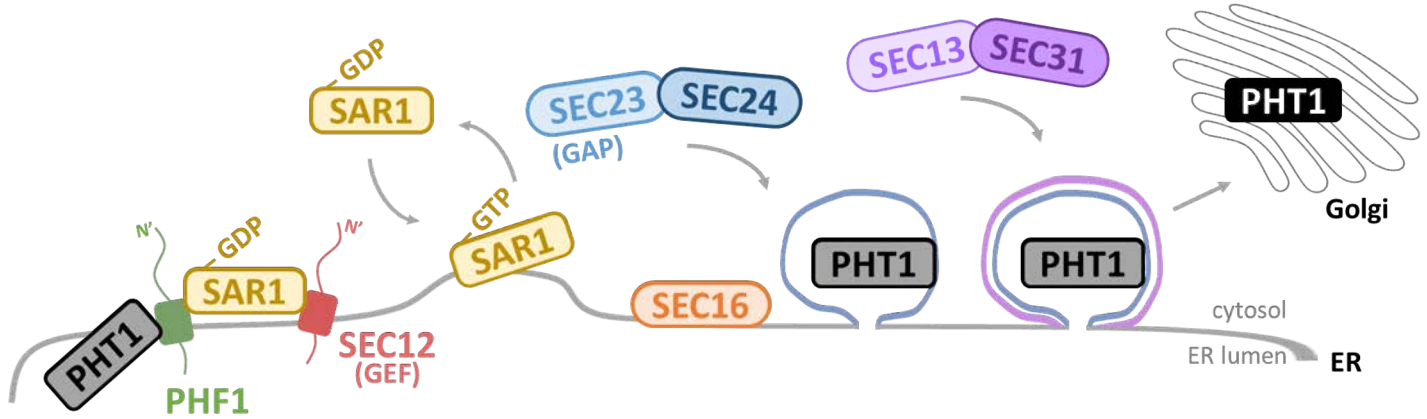 GDP
SAR1
SEC23
SEC24
(GAP)
SEC13
SEC31
PHT1
Golgi
N'
GDP
SAR1
N'
GTP
SAR1
PHT1
PHF1
SEC12
(GEF)
SEC16
PHT1
PHT1
cytosol
ER lumen
ER